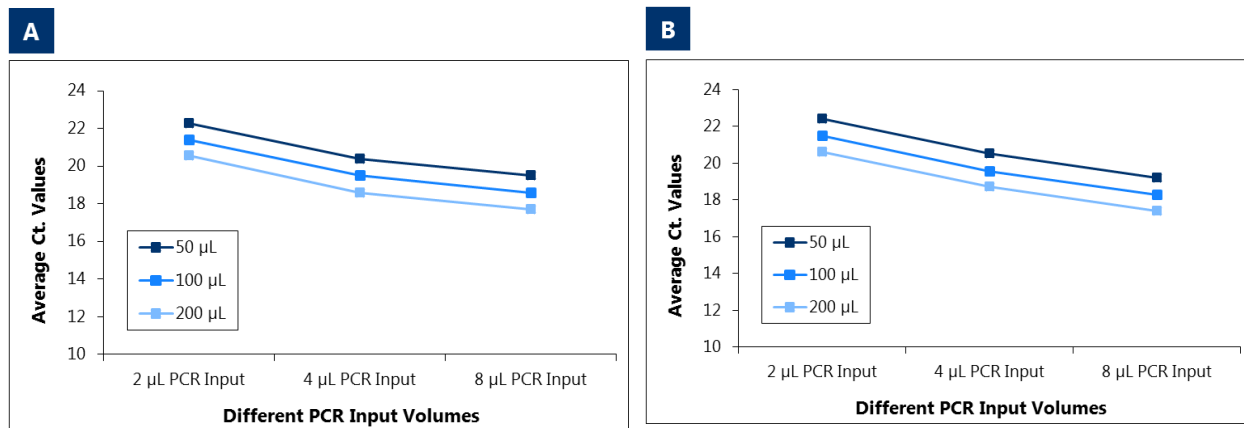 A
24
22
20
18
16
14
12
10
Average Ct. Values
50 µL
100 µL
200 µL
2 µL PCR Input
4 µL PCR Input
8 µL PCR Input
Different PCR Input Volumes
B
24
22
20
18
16
14
12
10
Average Ct. Values
50 µL
100 µL
200 µL
2 µL PCR Input
4 µL PCR Input
8 µL PCR Input
Different PCR Input Volumes